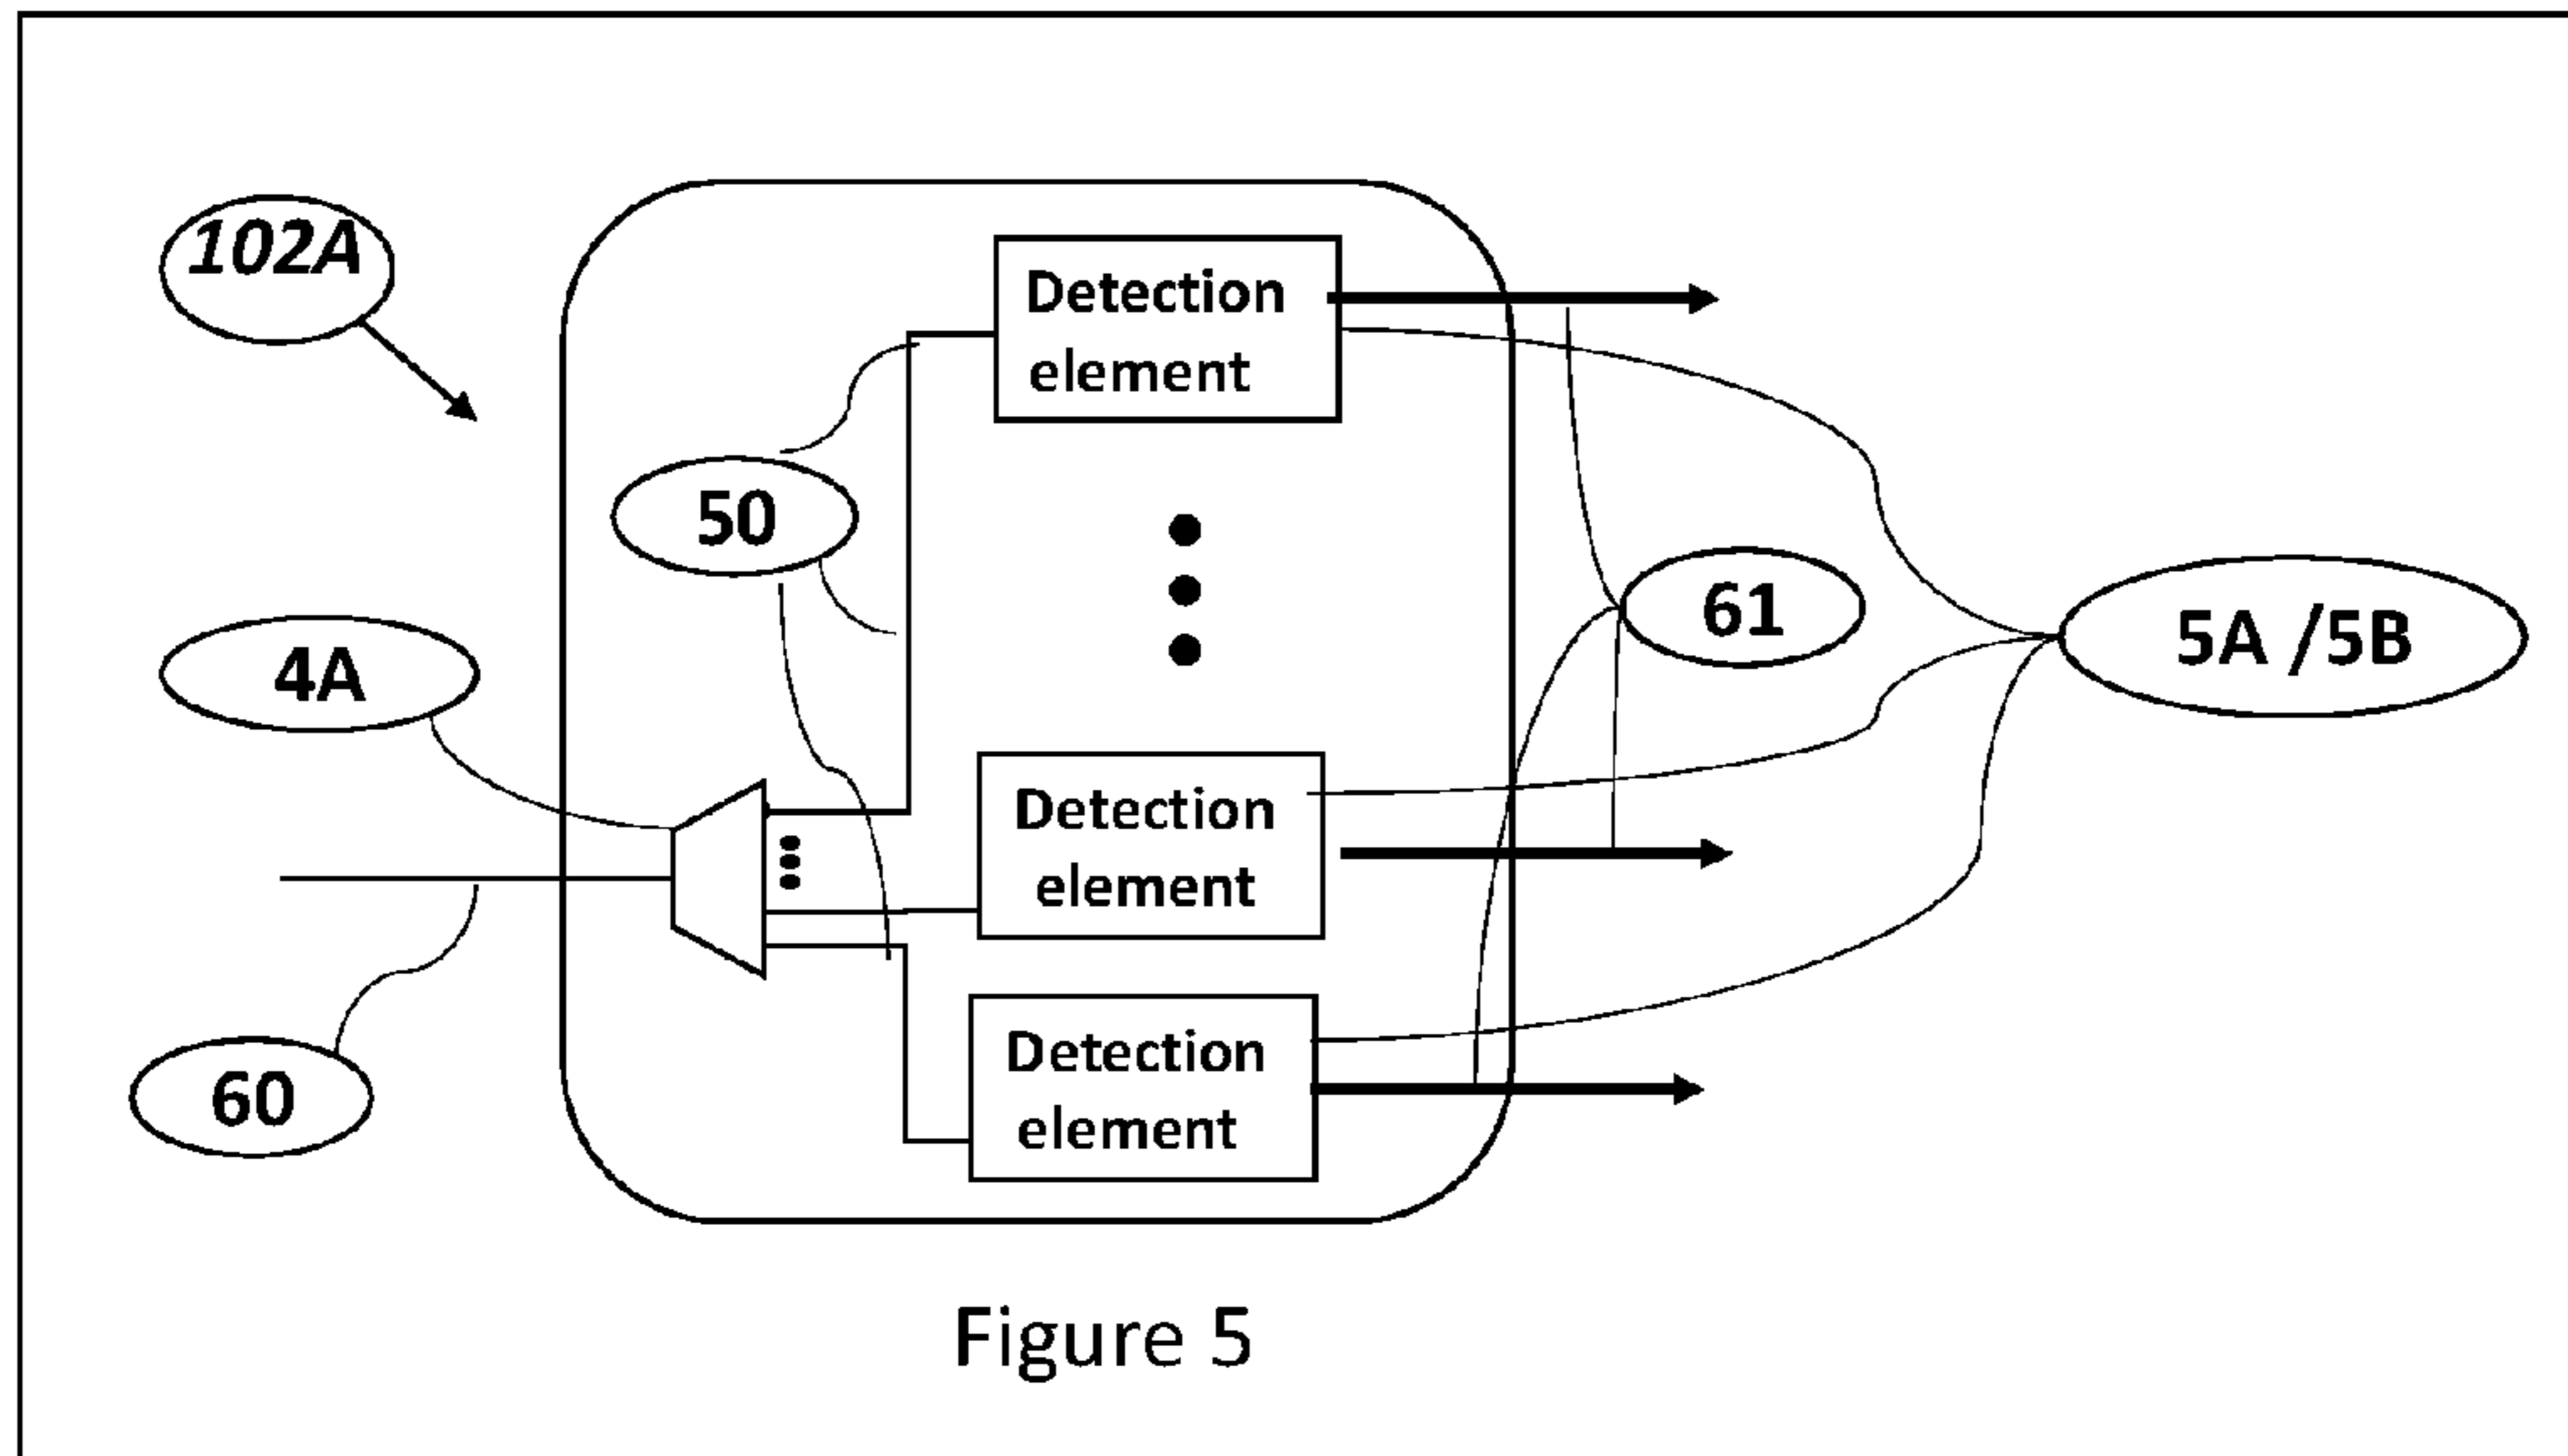 102A
Detection
element
50
61
4A
5A /5B
Detection
element
60
Detection
element
Figure 5